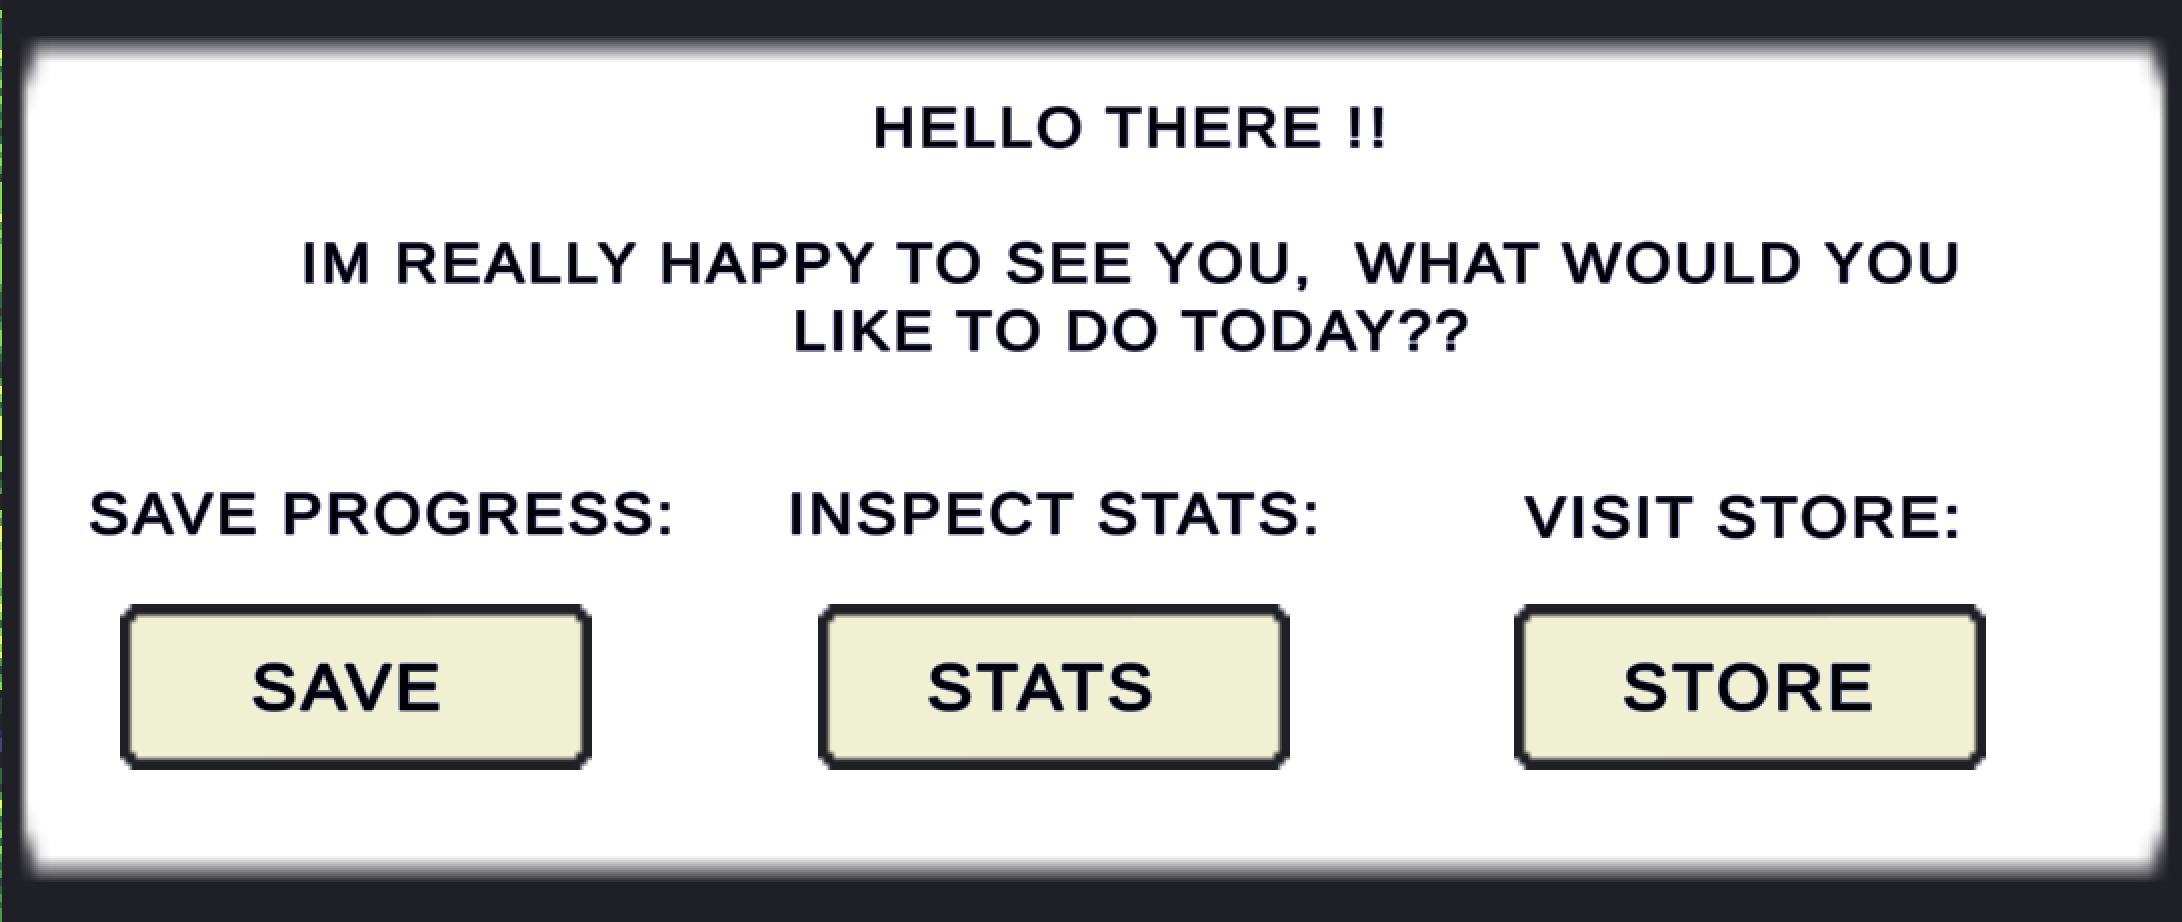 HELLO THERE !!
IM REALLY HAPPY TO SEE YOU,  WHAT WOULD YOU
LIKE TO DO TODAY??
SAVE PROGRESS: INSPECT STATS: VISIT STORE:
SAVE STATS STORE